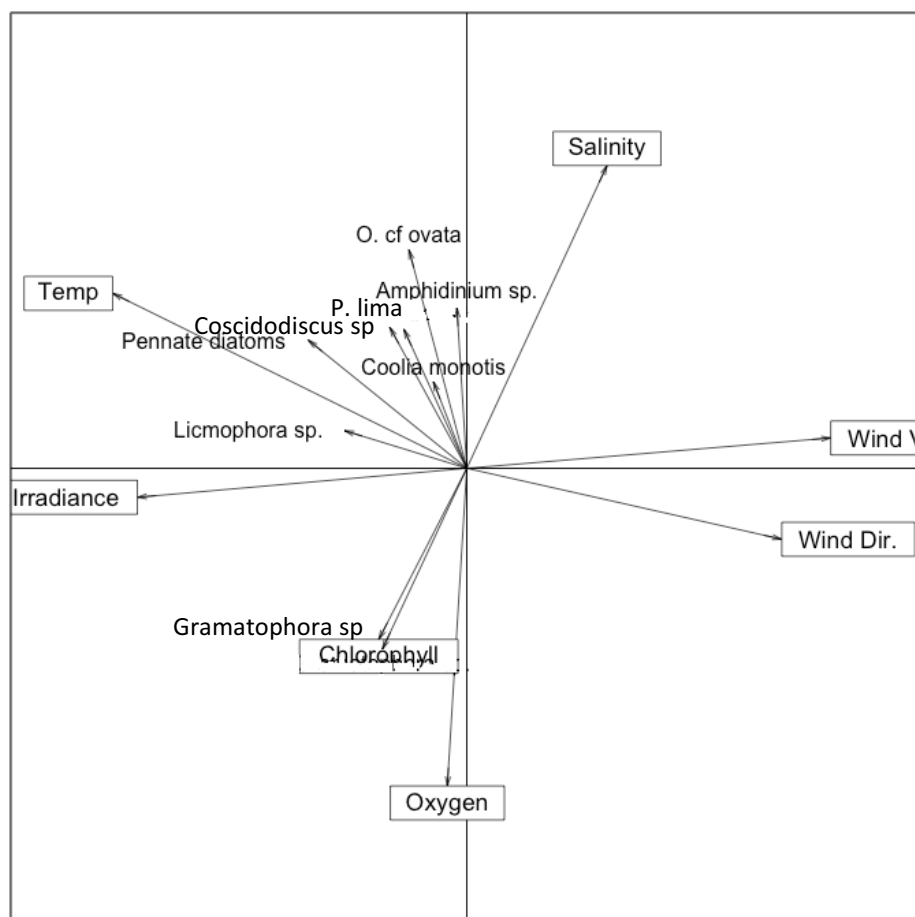 Salinity
O. cf ovata
Temp
Amphidinium sp.
P. lima
Coscidodiscus sp
Pennate diatoms
Coolia monotis
Licmophora sp.
Wind V
Irradiance
Wind Dir.
Gramatophora sp
Chlorophyll
Oxygen